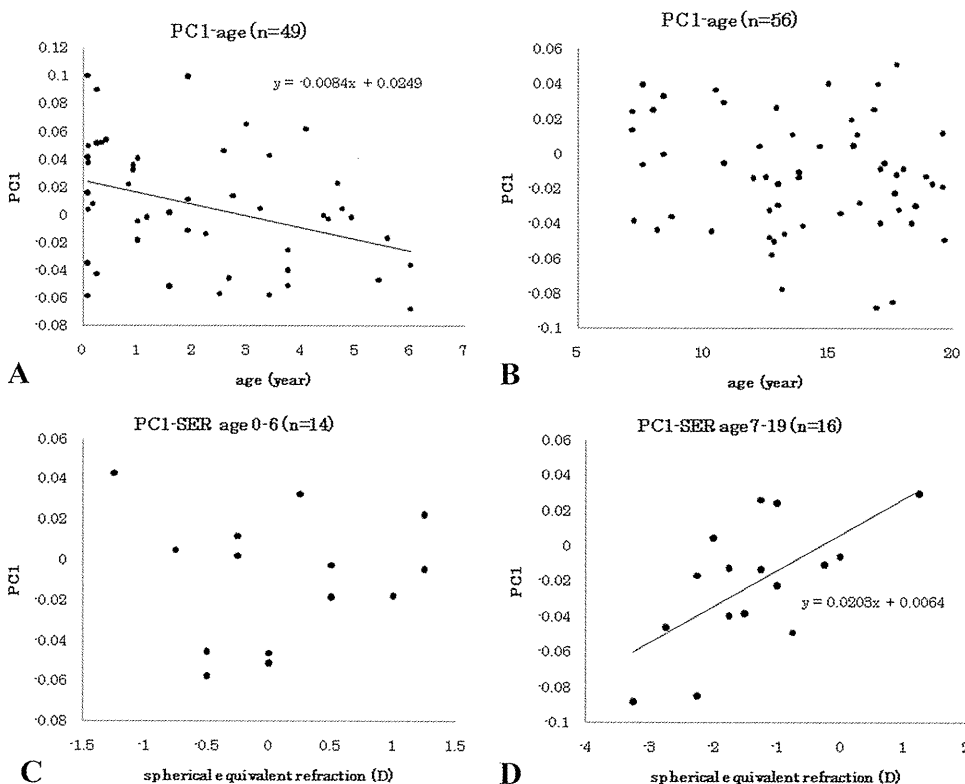 PC1-age (n=49)
0.12
0.1
0.08
0.06
0.04
0.02
0
-0.02
-0.04
-0.06
-0.08
PC1
y = -0.0084x + 0.0249
0 1 2 3 4 5 6 7
age (year)
A
PC1-age (n=56)
0.06
0.04
0.02
0
-0.02
-0.04
-0.06
-0.08
-0.1
PC1
5 10 15 20
age (year)
B
PC1-SER age 0-6 (n=14)
0.06
0.04
0.02
0
-0.02
-0.04
-0.06
-0.08
PC1
-1.5 -1 -0.5 0 0.5 1 1.5
spherical equivalent refraction (D)
C
PC1-SER age 7-19 (n=16)
0.06
0.04
0.02
0
-0.02
-0.04
-0.06
-0.08
-0.1
PC1
y = 0.0203x + 0.0064
-4 -3 -2 -1 0 1 2
spherical equivalent refraction (D)
D